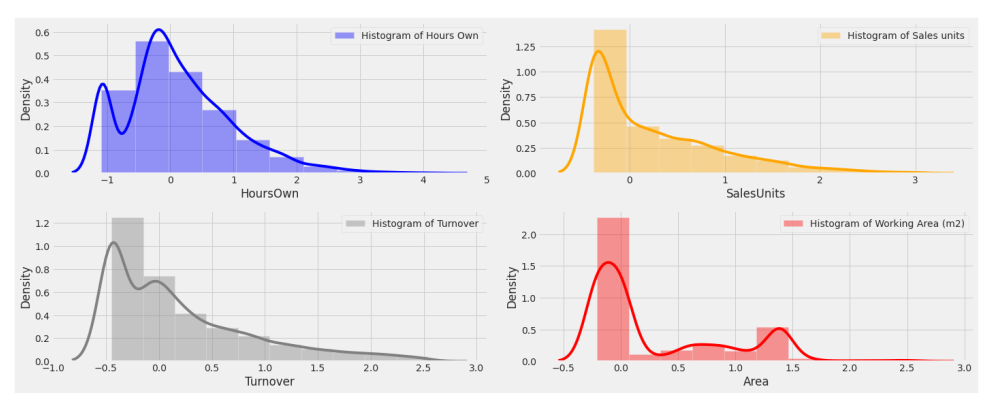 Histogram of Hours Own
Density
0.6
0.5
0.4
0.3
0.2
0.1
0.0
−1 0 1 2 3 4 5
HoursOwn
Histogram of Sales units
Density
1.25
1.00
0.75
0.50
0.25
0.00
0 1 2 3
SalesUnits
Histogram of Turnover
Density
1.2
1.0
0.8
0.6
0.4
0.2
0.0
−1.0 −0.5 0.0 0.5 1.0 1.5 2.0 2.5 3.0
Turnover
Histogram of Working Area (m2)
Density
2.0
1.5
1.0
0.5
0.0
−0.5 0.0 0.5 1.0 1.5 2.0 2.5 3.0
Area